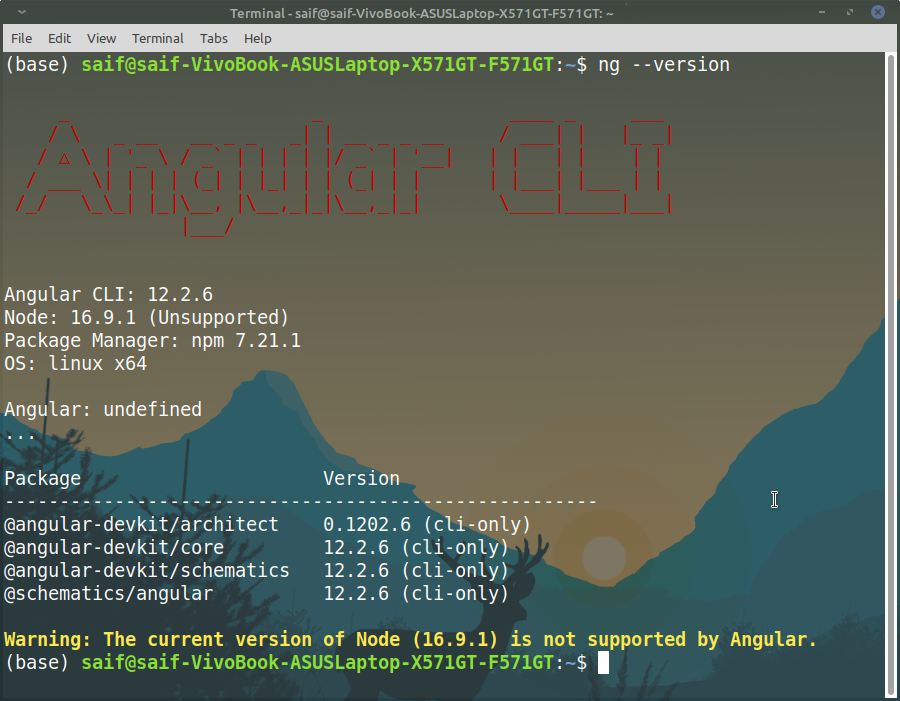 Terminal - saif@saif-VivoBook-ASUSLaptop-X571GT-F571GT: ~
File Edit View Terminal Tabs Help
(base) saif@saif-VivoBook-ASUSLaptop-X571GT-F571GT:~$ ng --version
Angular CLI
Angular CLI: 12.2.6
Node: 16.9.1 (Unsupported)
Package Manager: npm 7.21.1
OS: linux x64
Angular: undefined
...
Package Version
------------------------------------------------------
@angular-devkit/architect 0.1202.6 (cli-only)
@angular-devkit/core 12.2.6 (cli-only)
@angular-devkit/schematics 12.2.6 (cli-only)
@schematics/angular 12.2.6 (cli-only)
Warning: The current version of Node (16.9.1) is not supported by Angular.
(base) saif@saif-VivoBook-ASUSLaptop-X571GT-F571GT:~$